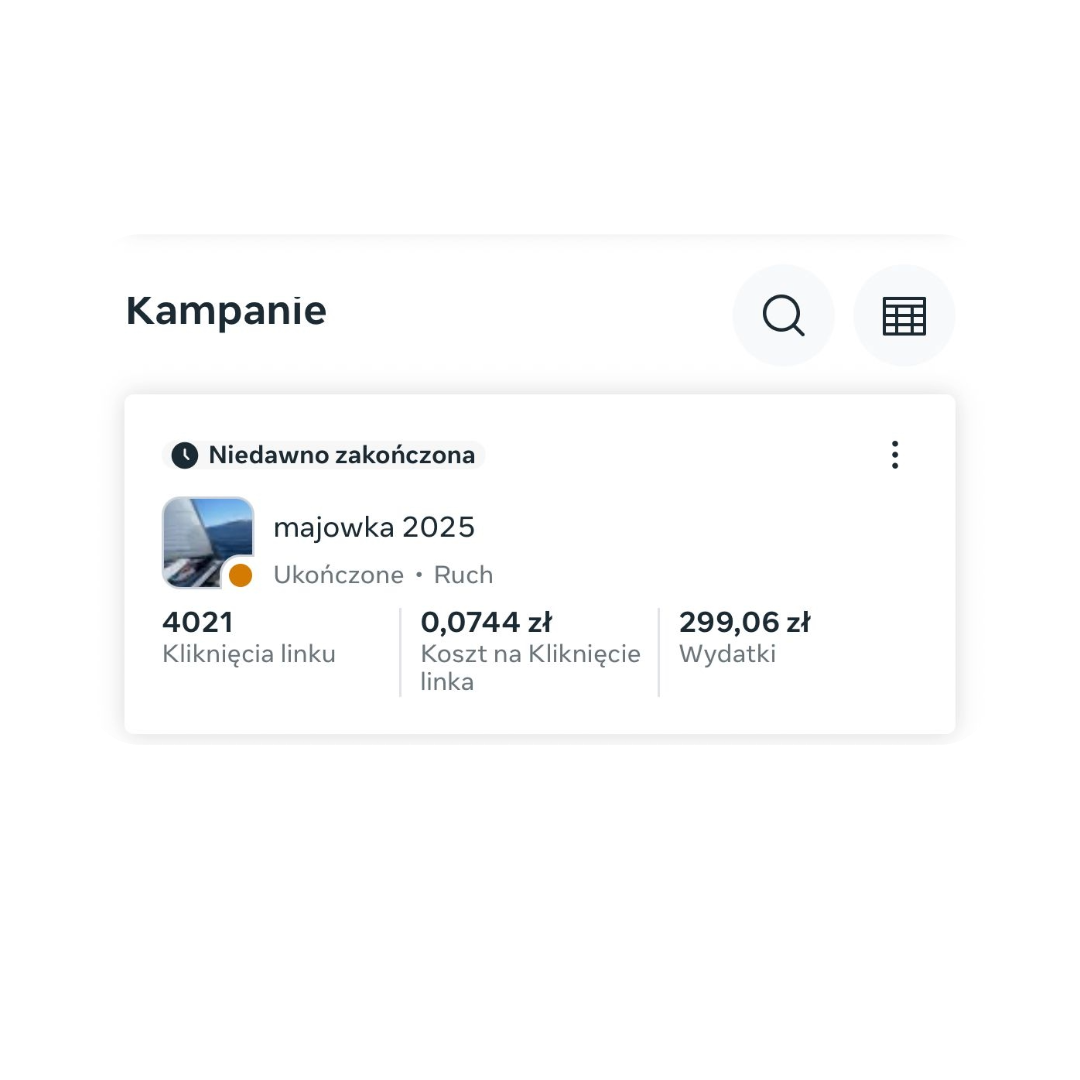 Kampanie
Niedawno zakończona
majowka 2025
Ukończone • Ruch
4021
Kliknięcia linku
0,0744 zł
Koszt na Kliknięcie
linka
299,06 zł
Wydatki